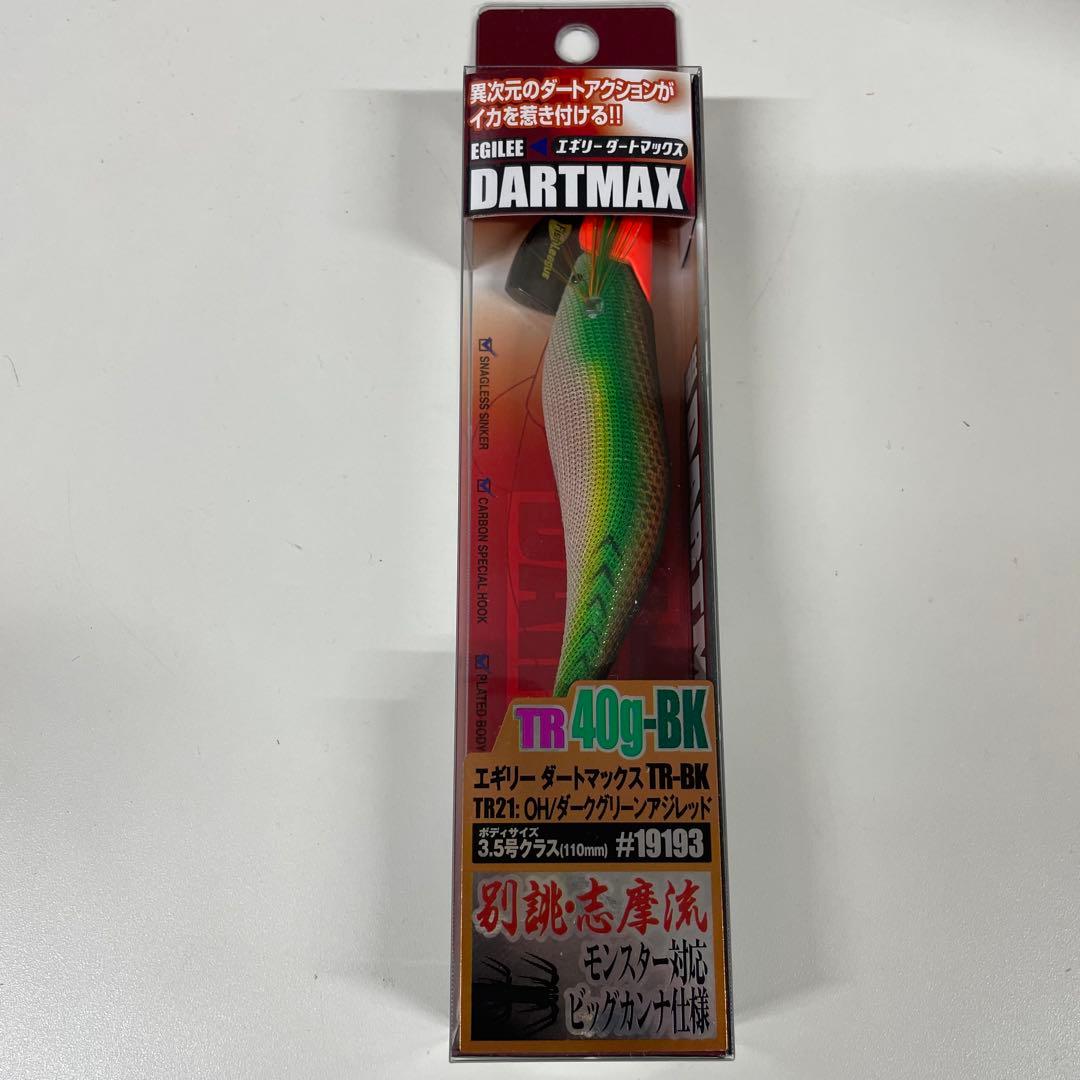 異次元のダートアクションが
イカを惹き付ける!!
EGILEE エギリー ダートマックス
DARTMAX
FishLeague
SNAGLESS SINKER
CARBON SPECIAL HOOK
PLATED BODY
TR 40g-BK
エギリー ダートマックス TR-BK
TR21: OH/ダークグリーンアジレッド
ボディサイズ
3.5号クラス(110mm) #19193
別誂・志摩流
モンスター対応
ビッグカンナ仕様